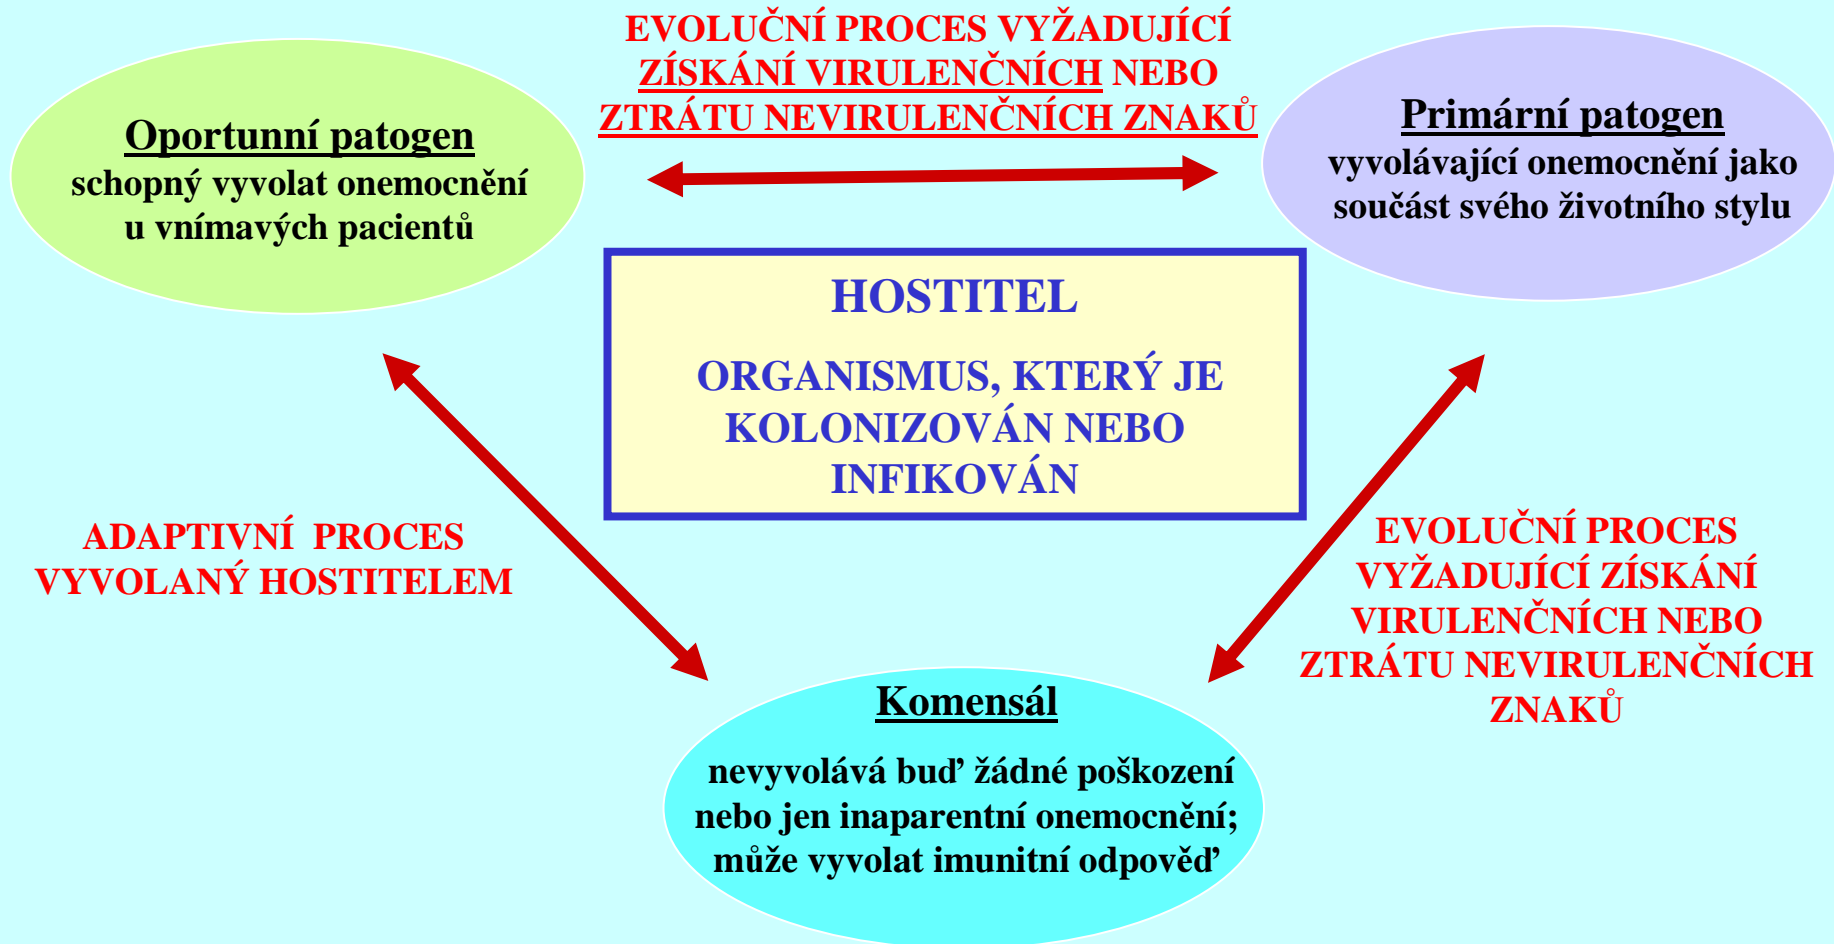 EVOLUČNÍ PROCES VYŽADUJÍCÍ
ZÍSKÁNÍ VIRULENČNÍCH NEBO
ZTRÁTU NEVIRULENČNÍCH ZNAKŮ
Oportunní patogen
schopný vyvolat onemocnění
u vnímavých pacientů
Primární patogen
vyvolávající onemocnění jako
součást svého životního stylu
HOSTITEL
ORGANISMUS, KTERÝ JE
KOLONIZOVÁN NEBO
INFIKOVÁN
ADAPTIVNÍ PROCES
VYVOLANÝ HOSTITELEM
EVOLUČNÍ PROCES
VYŽADUJÍCÍ ZÍSKÁNÍ
VIRULENČNÍCH NEBO
ZTRÁTU NEVIRULENČNÍCH
ZNAKŮ
Komensál
nevyvolává buď žádné poškození
nebo jen inaparentní onemocnění;
může vyvolat imunitní odpověď